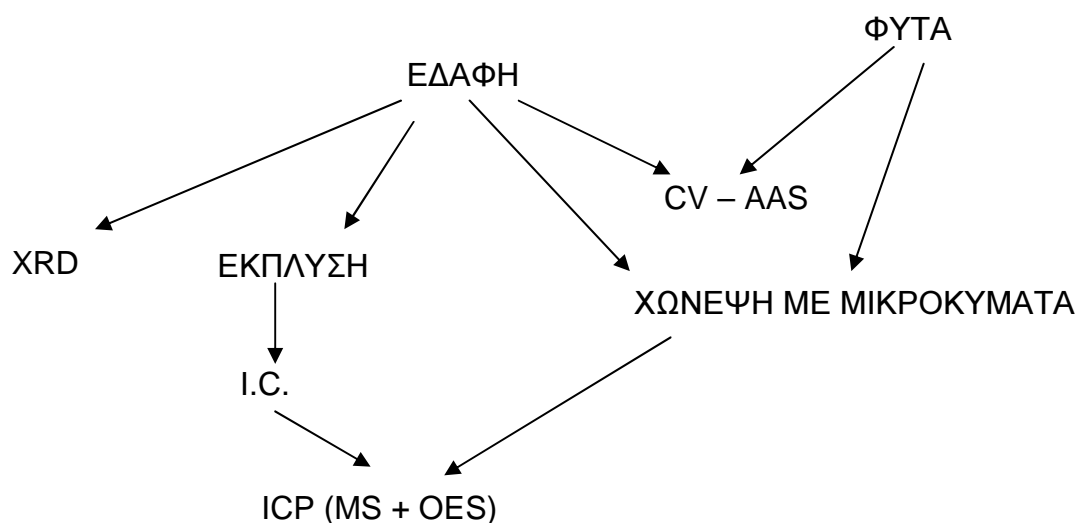 ΦΥΤΑ
ΕΔΑΦΗ
CV – AAS
XRD
ΕΚΠΛΥΣΗ
ΧΩΝΕΨΗ ΜΕ ΜΙΚΡΟΚΥΜΑΤΑ
I.C.
ICP (MS + OES)